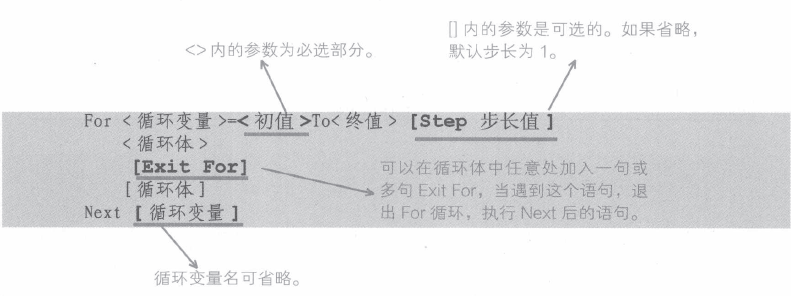 [] 内的参数是可选的。如果省略，
<> 内的参数为必选部分。
默认步长为 1。
For < 循环变量 >=< 初值 >To< 终值 > [Step 步长值 ]
< 循环体 >
[Exit For]
可以在循环体中任意处加入一句或
[ 循环体 ]
多句 Exit For，当遇到这个语句，退
Next [ 循环变量 ]
出 For 循环，执行 Next 后的语句。
循环变量名可省略。